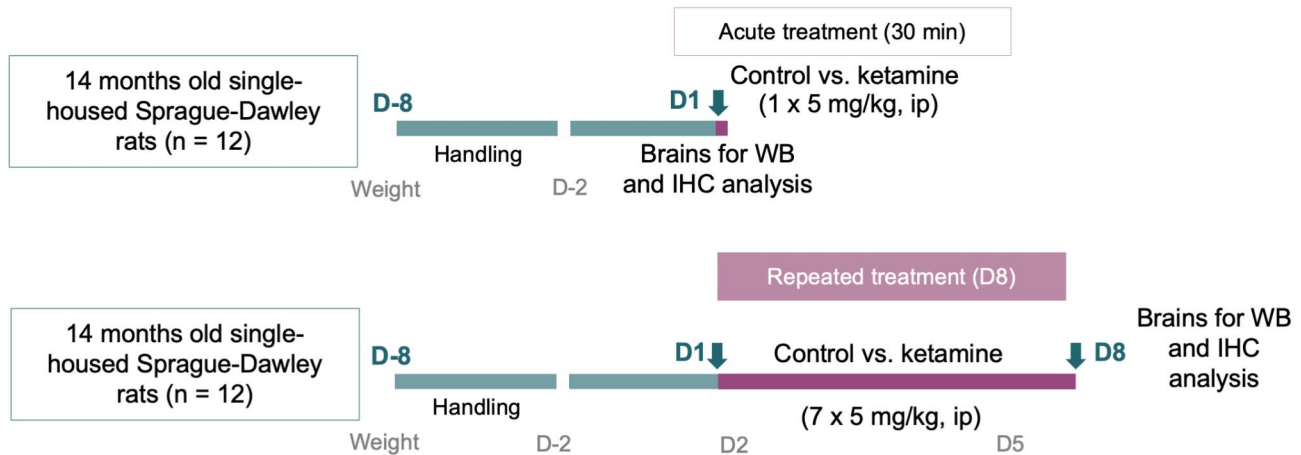 Acute treatment (30 min)
14 months old single-
housed Sprague-Dawley
rats (n = 12)
D-8
D1
Control vs. ketamine
(1 x 5 mg/kg, ip)
Handling
Brains for WB
and IHC analysis
Weight
D-2
Repeated treatment (D8)
14 months old single-
housed Sprague-Dawley
rats (n = 12)
D-8
D1
Control vs. ketamine
D8
Brains for WB
and IHC
analysis
Handling
(7 x 5 mg/kg, ip)
Weight
D-2
D2
D5